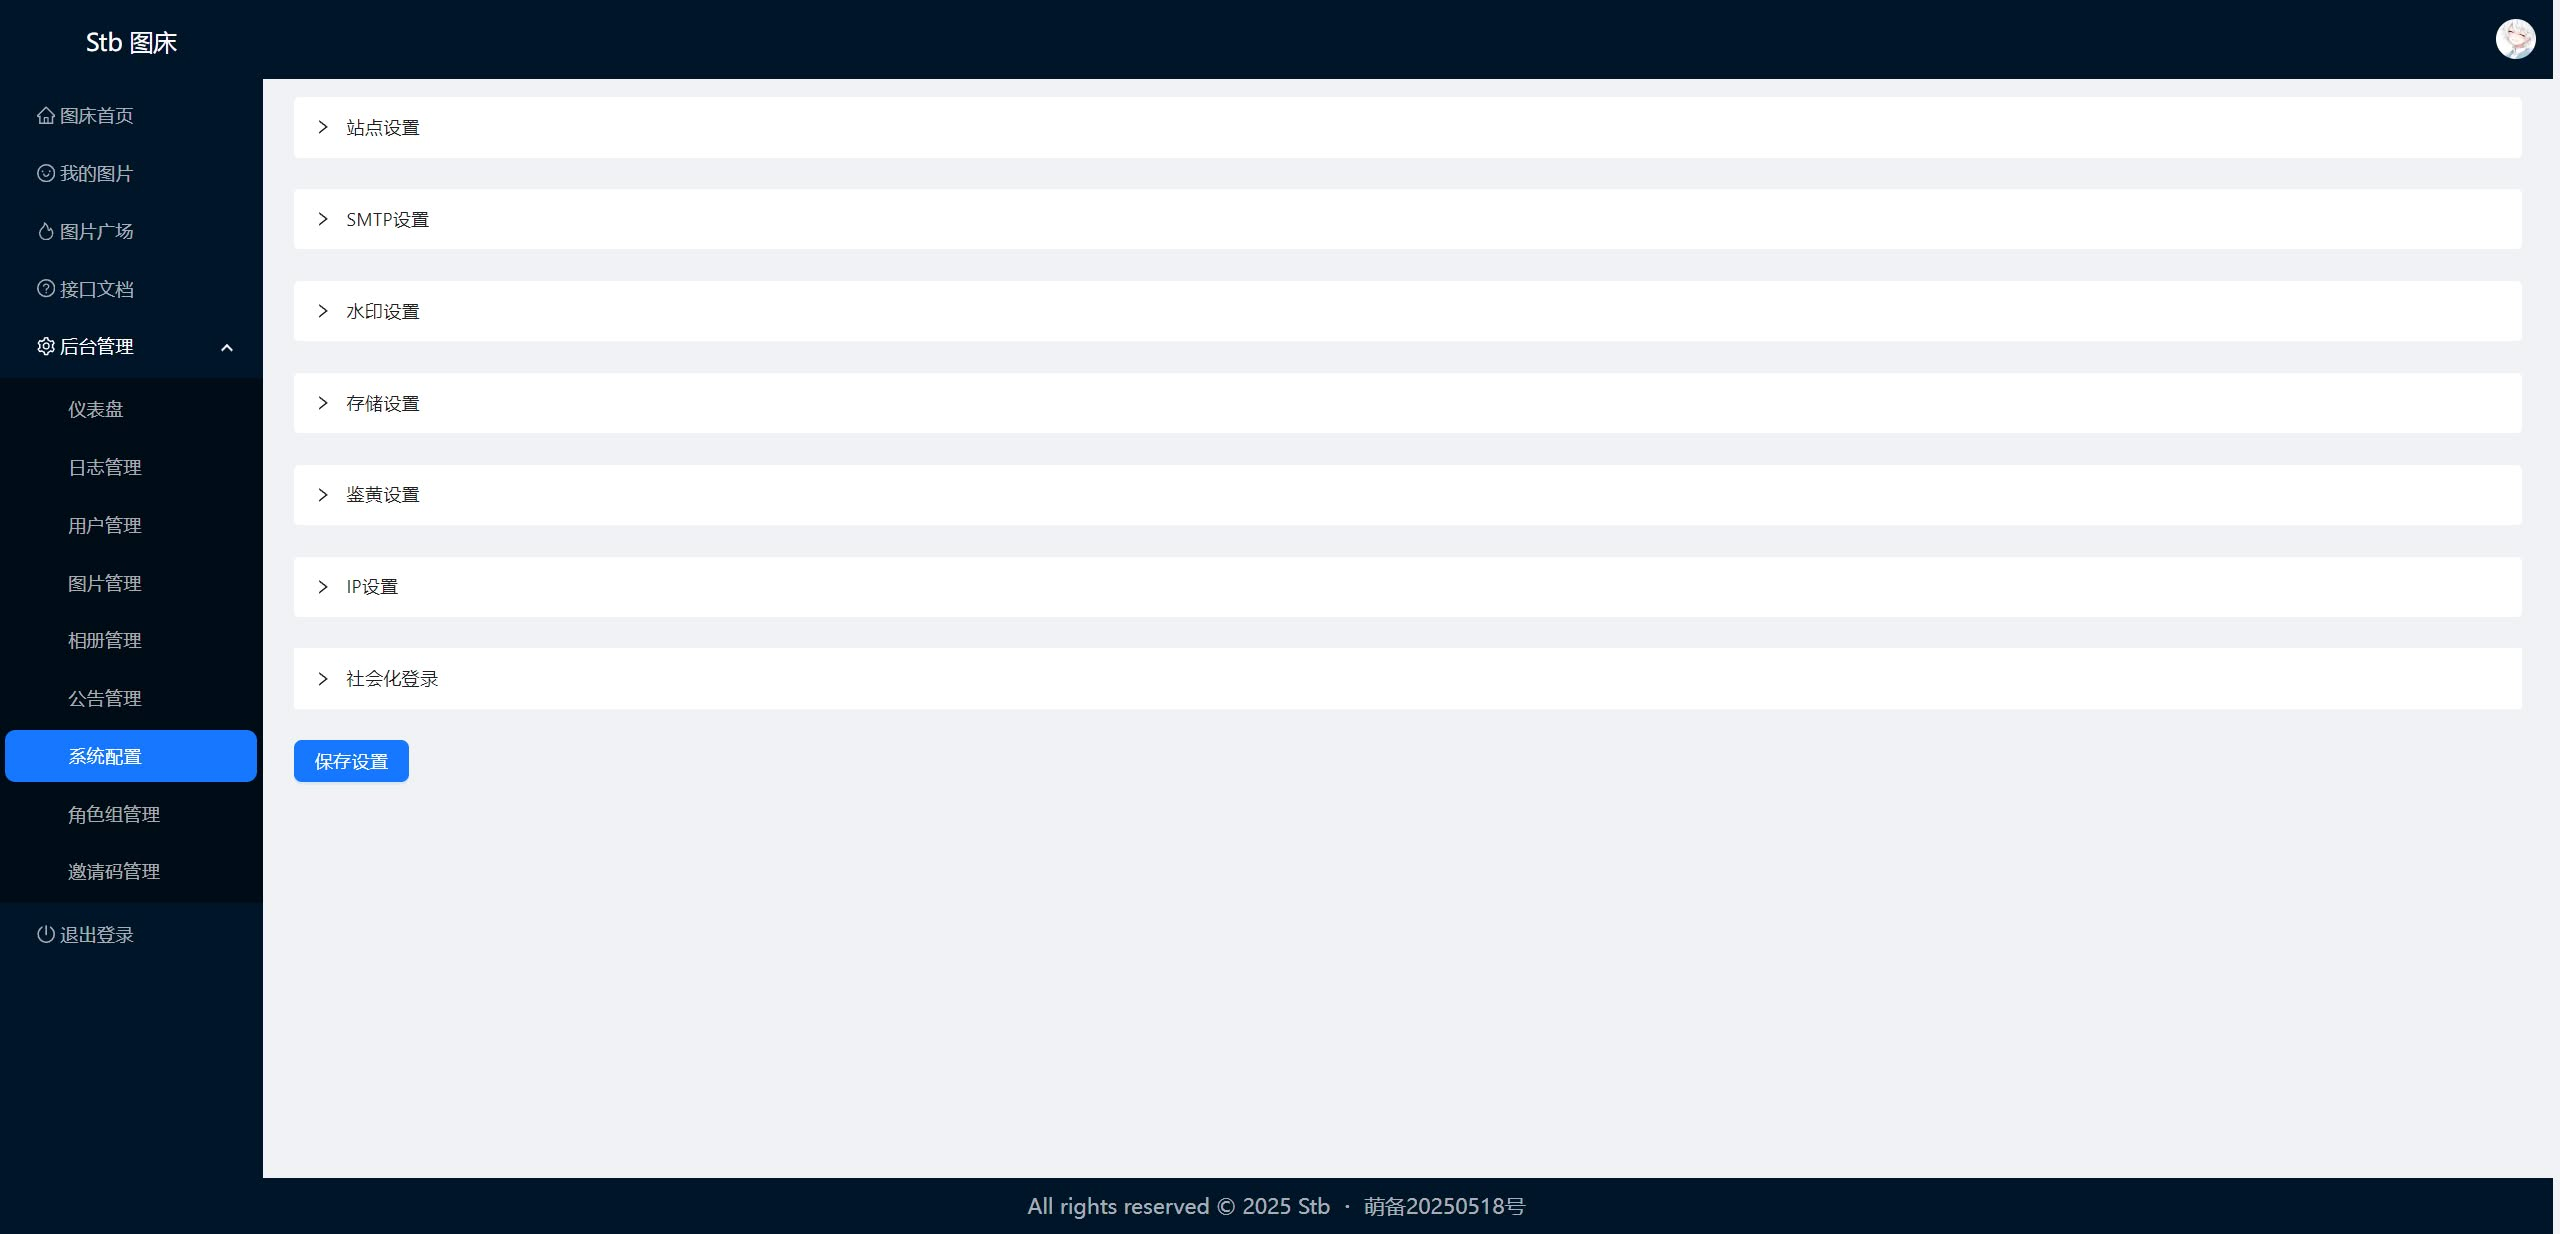 Stb 图床
图床首页
我的图片
图片广场
接口文档
后台管理
仪表盘
日志管理
用户管理
图片管理
相册管理
公告管理
系统配置
角色组管理
邀请码管理
退出登录
站点设置
SMTP设置
水印设置
存储设置
鉴黄设置
IP设置
社会化登录
保存设置
All rights reserved © 2025 Stb · 萌备20250518号